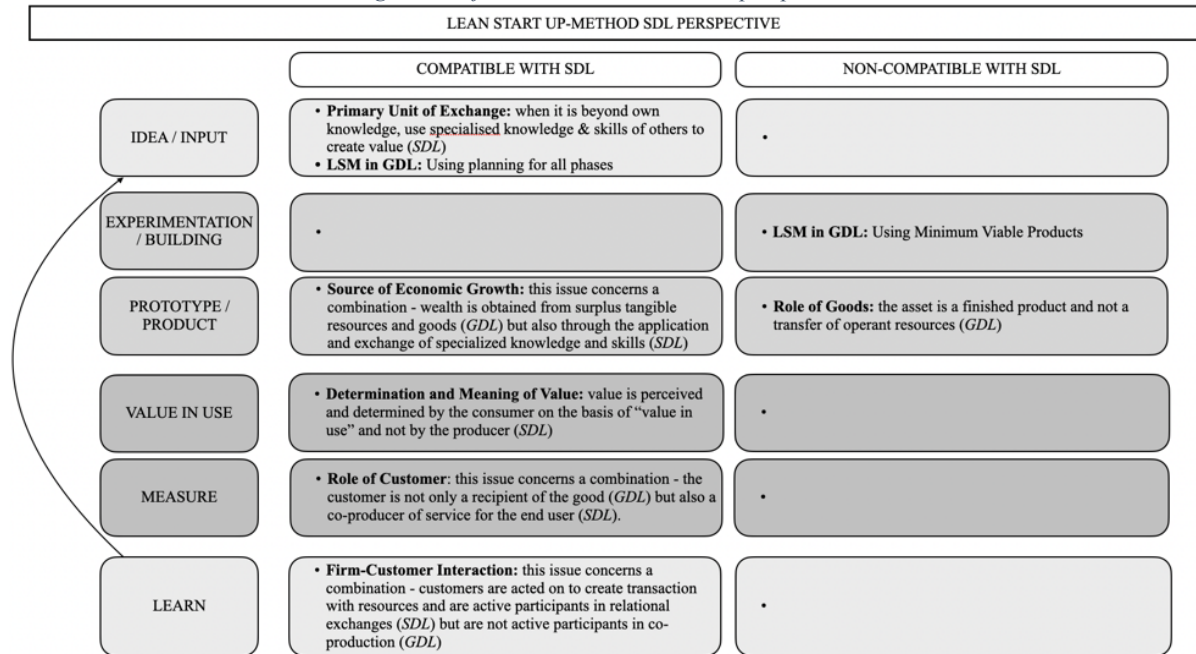 LEAN START UP-METHOD SDL PERSPECTIVE
COMPATIBLE WITH SDL
NON-COMPATIBLE WITH SDL
IDEA / INPUT
• Primary Unit of Exchange: when it is beyond own
knowledge, use specialised knowledge & skills of others to
create value (SDL)
• LSM in GDL: Using planning for all phases
•
EXPERIMENTATION
/ BUILDING
•
• LSM in GDL: Using Minimum Viable Products
PROTOTYPE /
PRODUCT
• Source of Economic Growth: this issue concerns a
combination - wealth is obtained from surplus tangible
resources and goods (GDL) but also through the application
and exchange of specialized knowledge and skills (SDL)
• Role of Goods: the asset is a finished product and not a
transfer of operant resources (GDL)
VALUE IN USE
• Determination and Meaning of Value: value is perceived
and determined by the consumer on the basis of “value in
use” and not by the producer (SDL)
•
MEASURE
• Role of Customer: this issue concerns a combination - the
customer is not only a recipient of the good (GDL) but also a
co-producer of service for the end user (SDL).
•
LEARN
• Firm-Customer Interaction: this issue concerns a
combination - customers are acted on to create transaction
with resources and are active participants in relational
exchanges (SDL) but are not active participants in co-
production (GDL)
•